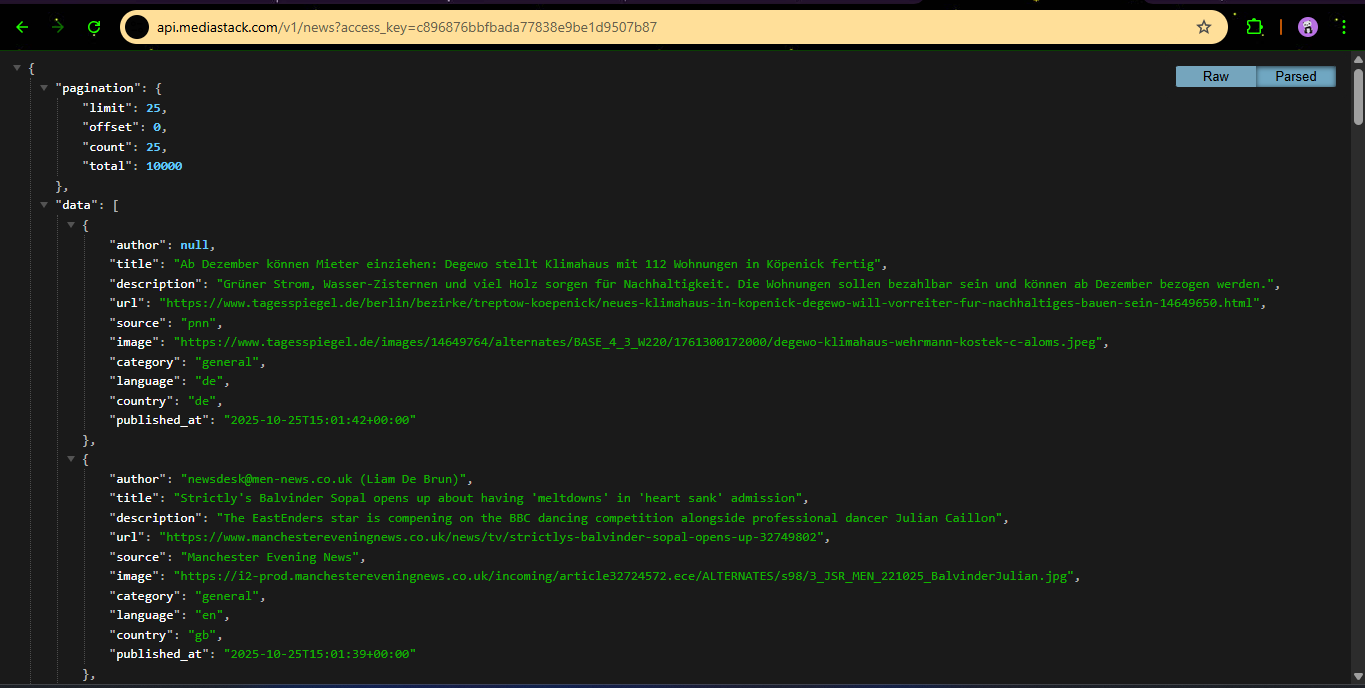 api.mediastack.com/v1/news?access_key=c896876bbfbada77838e9be1d9507b87
Raw
Parsed
{
"pagination": {
"limit": 25,
"offset": 0,
"count": 25,
"total": 10000
},
"data": [
{
"author": null,
"title": "Ab Dezember können Mieter einziehen: Degewo stellt Klimahaus mit 112 Wohnungen in Köpenick fertig",
"description": "Grüner Strom, Wasser-Zisternen und viel Holz sorgen für Nachhaltigkeit. Die Wohnungen sollen bezahlbar sein und können ab Dezember bezogen werden.",
"url": "https://www.tagesspiegel.de/berlin/bezirke/treptow-koepenick/neues-klimahaus-in-kopenick-degewo-will-vorreiter-fur-nachhaltiges-bauen-sein-14649650.html",
"source": "pnn",
"image": "https://www.tagesspiegel.de/images/14649764/alternates/BASE_4_3_W220/1761300172000/degewo-klimahaus-wehrmann-kostek-c-aloms.jpeg",
"category": "general",
"language": "de",
"country": "de",
"published_at": "2025-10-25T15:01:42+00:00"
},
{
"author": "newsdesk@men-news.co.uk (Liam De Brun)",
"title": "Strictly's Balvinder Sopal opens up about having 'meltdowns' in 'heart sank' admission",
"description": "The EastEnders star is compening on the BBC dancing competition alongside professional dancer Julian Caillon",
"url": "https://www.manchestereveningnews.co.uk/news/tv/strictlys-balvinder-sopal-opens-up-32749802",
"source": "Manchester Evening News",
"image": "https://i2-prod.manchestereveningnews.co.uk/incoming/article32724572.ece/ALTERNATES/s98/3_JSR_MEN_221025_BalvinderJulian.jpg",
"category": "general",
"language": "en",
"country": "gb",
"published_at": "2025-10-25T15:01:39+00:00"
},